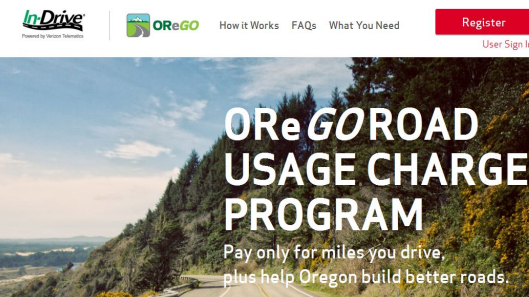 In-Drive®
Powered by Verizon Telematics
OReGO
How it Works
FAQs
What You Need
Register
User Sign In
OReGO ROAD
USAGE CHARGE
PROGRAM
Pay only for miles you drive,
plus help Oregon build better roads.